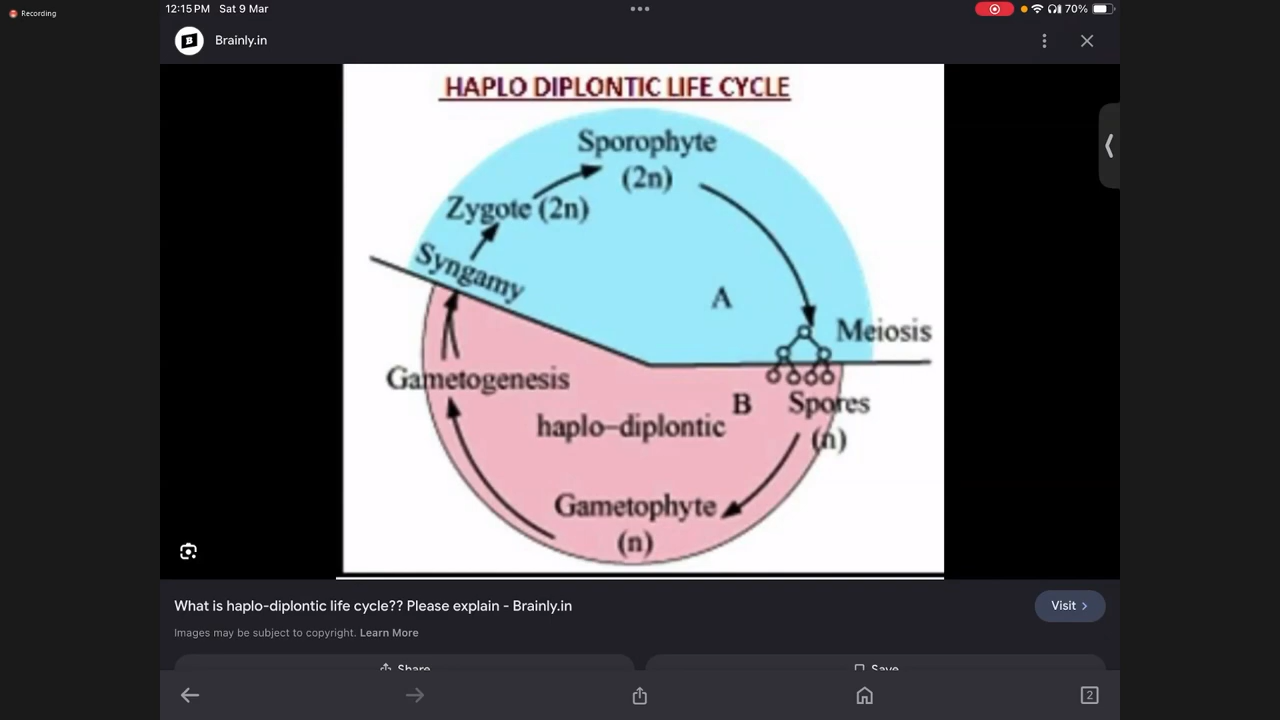 Recording
12:15 PM Sat 9 Mar
70%
Brainly.in
HAPLO DIPLONTIC LIFE CYCLE
Sporophyte
(2n)
Zygote (2n)
Syngamy
A
Meiosis
Gametogenesis
B
Spores
(n)
haplo-diplontic
Gametophyte
(n)
What is haplo-diplontic life cycle?? Please explain - Brainly.in
Visit
Images may be subject to copyright. Learn More
Share
Save
2